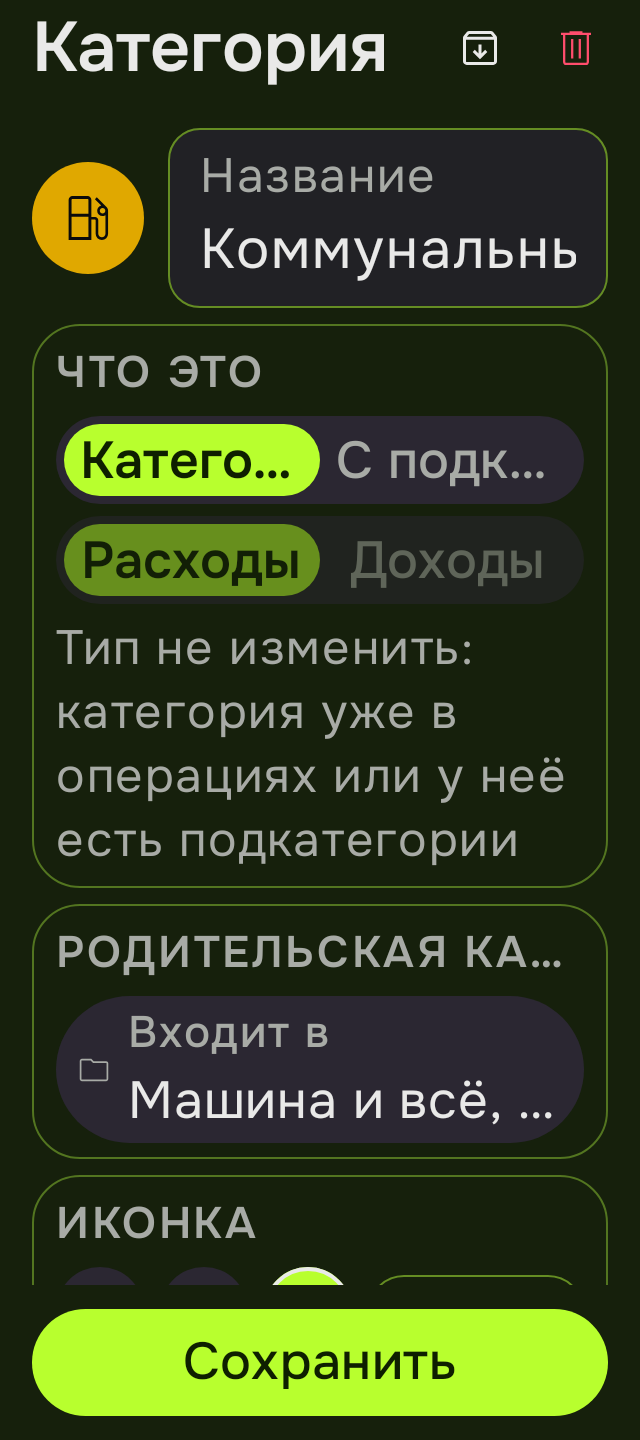 Категория
Название
Коммунальнь
ЧТО ЭТО
Катего...
С подк...
Расходы
Доходы
Тип не изменить:
категория уже в
операциях или у неё
есть подкатегории
РОДИТЕЛЬСКАЯ КА...
Входит в
Машина и всё, ...
ИКОНКА
Сохранить